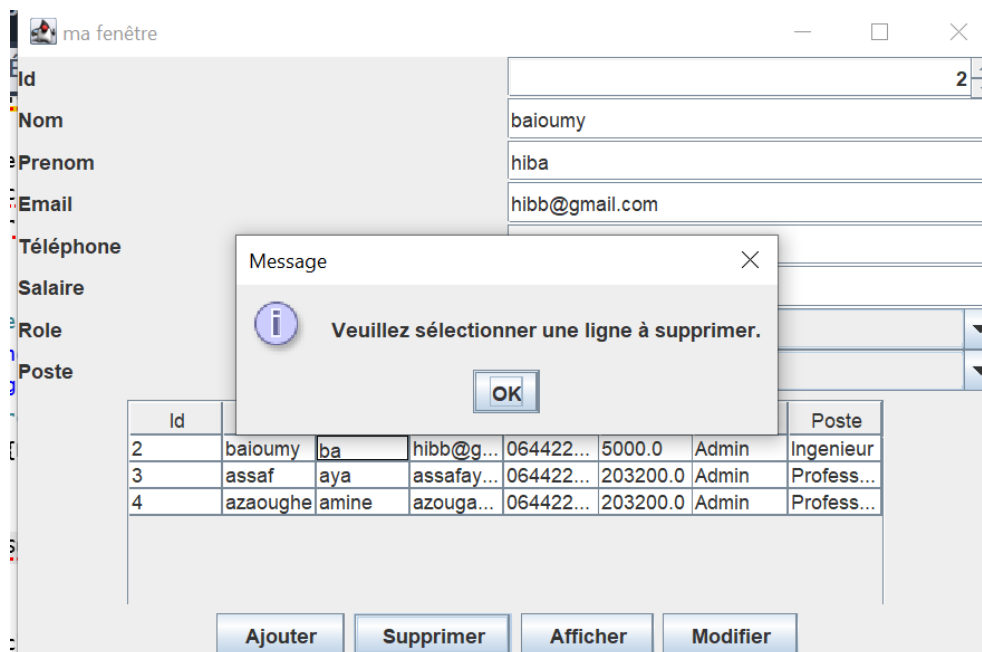 ma fenêtre
Id 2
Nom baioumy
Prenom hiba
Email hibb@gmail.com
Téléphone
Message
Salaire
Role
Veuillez sélectionner une ligne à supprimer.
Poste
OK
Id Poste
2 baioumy ba hibb@g... 064422... 5000.0 Admin Ingenieur
3 assaf aya assafay... 064422... 203200.0 Admin Profess...
4 azaoughe amine azouga... 064422... 203200.0 Admin Profess...
Ajouter Supprimer Afficher Modifier